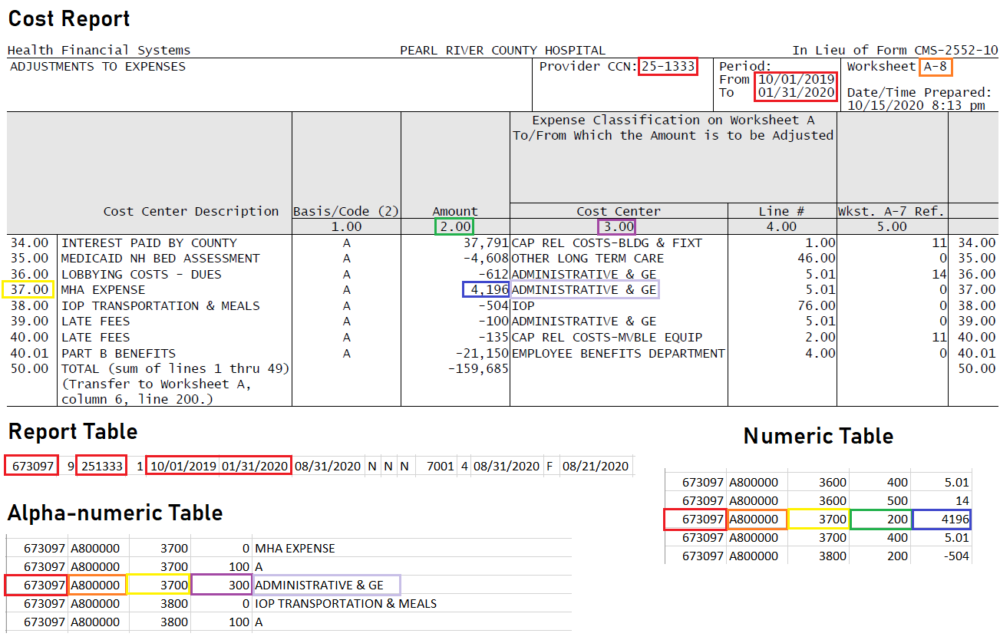 Cost Report
Health Financial Systems PEARL RIVER COUNTY HOSPITAL In Lieu of Form CMS-2552-10
ADJUSTMENTS TO EXPENSES Provider CCN: 25-1333 Period: Worksheet A-8
From 10/01/2019
To 01/31/2020 Date/Time Prepared:
10/15/2020 8:13 pm
Expense Classification on Worksheet A
To/From Which the Amount is to be Adjusted
Cost Center Description Basis/Code (2) Amount Cost Center Line # Wkst. A-7 Ref.
1.00 2.00 3.00 4.00 5.00
34.00 INTEREST PAID BY COUNTY A 37,791 CAP REL COSTS-BLDG & FIXT 1.00 11 34.00
35.00 MEDICAID NH BED ASSESSMENT A -4,608 OTHER LONG TERM CARE 46.00 0 35.00
36.00 LOBBYING COSTS - DUES A -612 ADMINISTRATIVE & GE 5.01 14 36.00
37.00 MHA EXPENSE A 4,196 ADMINISTRATIVE & GE 5.01 0 37.00
38.00 IOP TRANSPORTATION & MEALS A -504 IOP 76.00 0 38.00
39.00 LATE FEES A -100 ADMINISTRATIVE & GE 5.01 0 39.00
40.00 LATE FEES A -135 CAP REL COSTS-MVBLE EQUIP 2.00 11 40.00
40.01 PART B BENEFITS A -21,150 EMPLOYEE BENEFITS DEPARTMENT 4.00 0 40.01
50.00 TOTAL (sum of lines 1 thru 49) -159,685 50.00
(Transfer to Worksheet A,
column 6, line 200.)
Report Table
673097 9 251333 1 10/01/2019 01/31/2020 08/31/2020 N N N 7001 4 08/31/2020 F 08/21/2020
Alpha-numeric Table
673097 A800000 3700 0 MHA EXPENSE
673097 A800000 3700 100 A
673097 A800000 3700 300 ADMINISTRATIVE & GE
673097 A800000 3800 0 IOP TRANSPORTATION & MEALS
673097 A800000 3800 100 A
Numeric Table
673097 A800000 3600 400 5.01
673097 A800000 3600 500 14
673097 A800000 3700 200 4196
673097 A800000 3700 400 5.01
673097 A800000 3800 200 -504